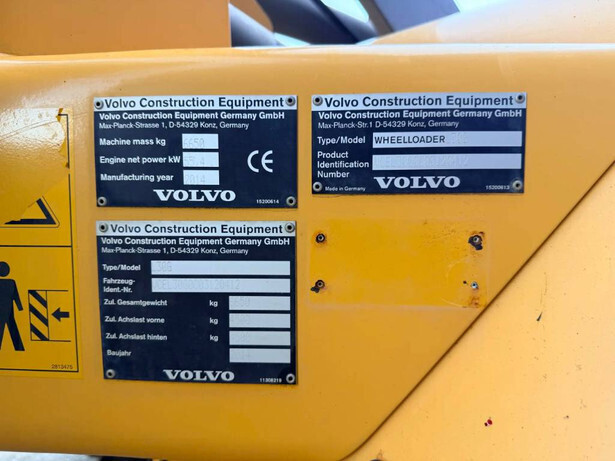 Volvo Construction Equipment
Volvo Construction Equipment Germany GmbH
Max-Planck-Strasse 1, D-54329 Konz, Germany
Machine mass kg
Engine net power kW
Manufacturing year 2014
CE
VOLVO
15200614
Volvo Construction Equipment
Volvo Construction Equipment Germany GmbH
Max-Planck-Str.1 D-54329 Konz, Germany
Type/Model WHEELLOADER
Product
Identification
Number
Made in Germany
VOLVO
15200613
Volvo Construction Equipment
Volvo Construction Equipment Germany GmbH
Max-Planck-Strasse 1, D-54329 Konz, Germany
Type/Model
Fahrzeug-
Ident.-Nr.
Zul. Gesamtgewicht kg
Zul. Achslast vorne kg
Zul. Achslast hinten kg
Baujahr
VOLVO
11308319